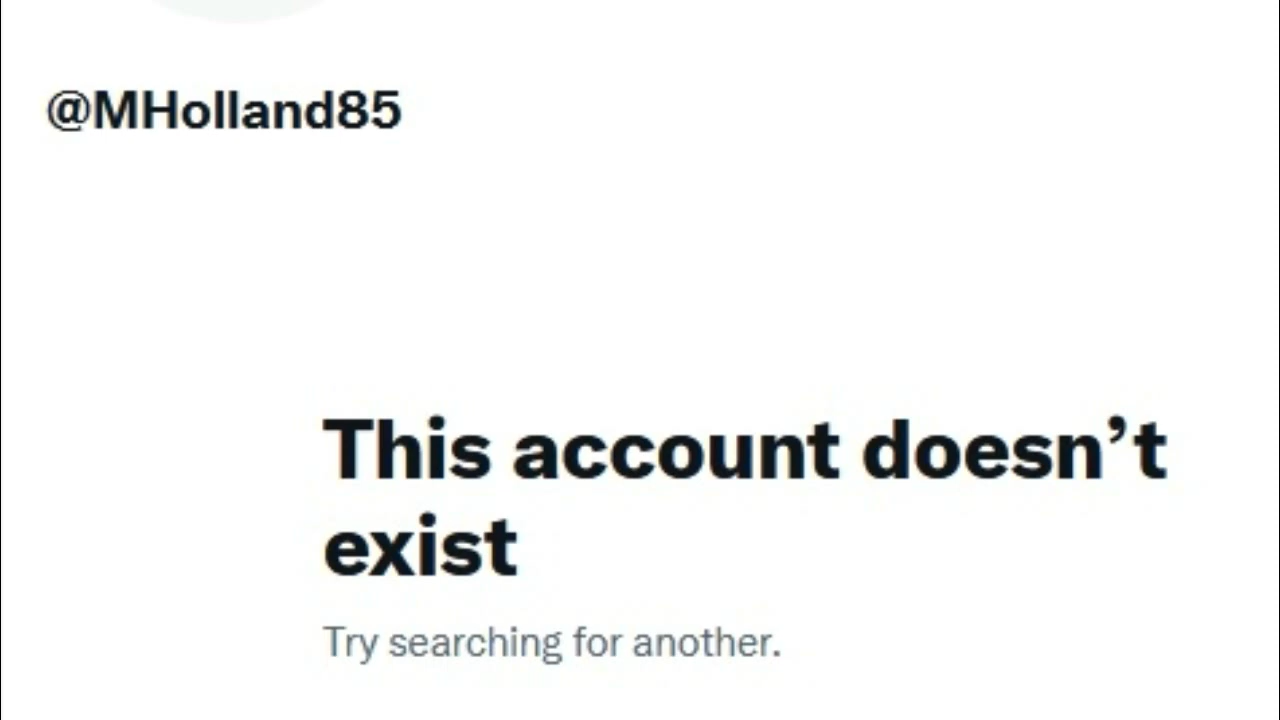 @MHolland85
This account doesn’t
exist
Try searching for another.